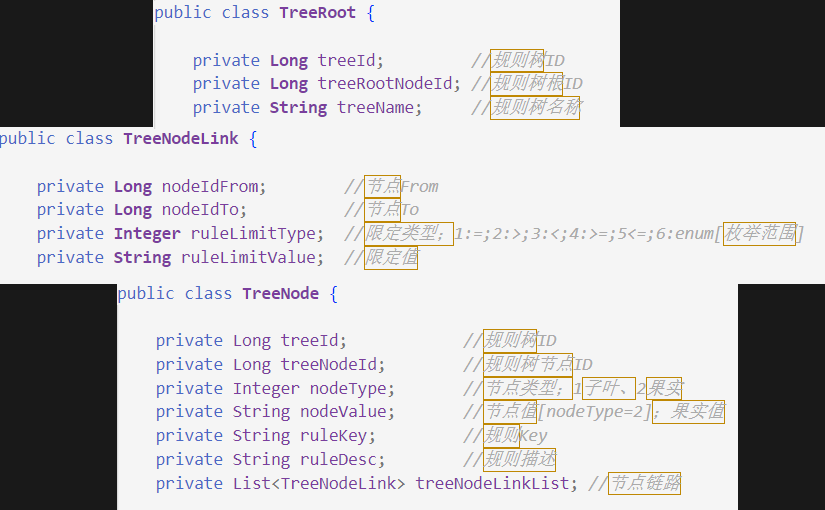 public class TreeRoot {
private Long treeId; //规则树ID
private Long treeRootNodeId; //规则树根ID
private String treeName; //规则树名称
public class TreeNodeLink {
private Long nodeIdFrom; //节点From
private Long nodeIdTo; //节点To
private Integer ruleLimitType; //限定类型；1:=;2:>;3:<;4:>=;5<=;6:enum[枚举范围]
private String ruleLimitValue; //限定值
public class TreeNode {
private Long treeId; //规则树ID
private Long treeNodeId; //规则树节点ID
private Integer nodeType; //节点类型；1子叶、2果实
private String nodeValue; //节点值[nodeType=2]；果实值
private String ruleKey; //规则Key
private String ruleDesc; //规则描述
private List<TreeNodeLink> treeNodeLinkList; //节点链路